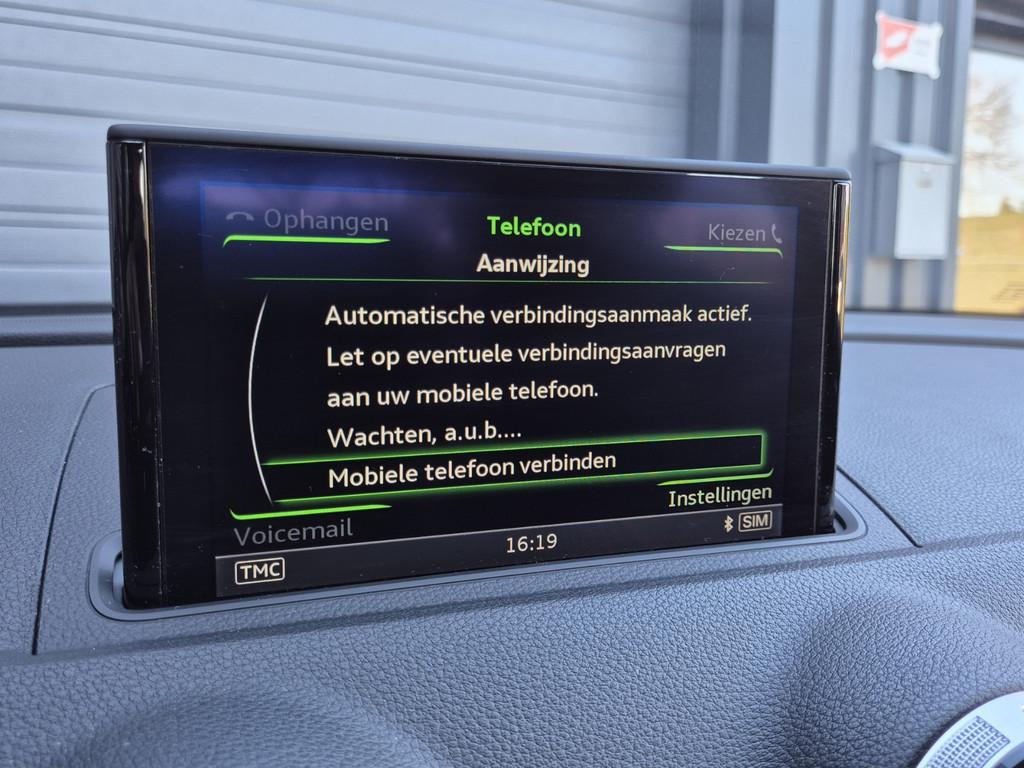 Ophangen
Telefoon
Kiezen
Aanwijzing
Automatische verbindingsaanmaak actief.
Let op eventuele verbindingsaanvragen
aan uw mobiele telefoon.
Wachten, a.u.b....
Mobiele telefoon verbinden
Instellingen
Voicemail
TMC
16:19
SIM